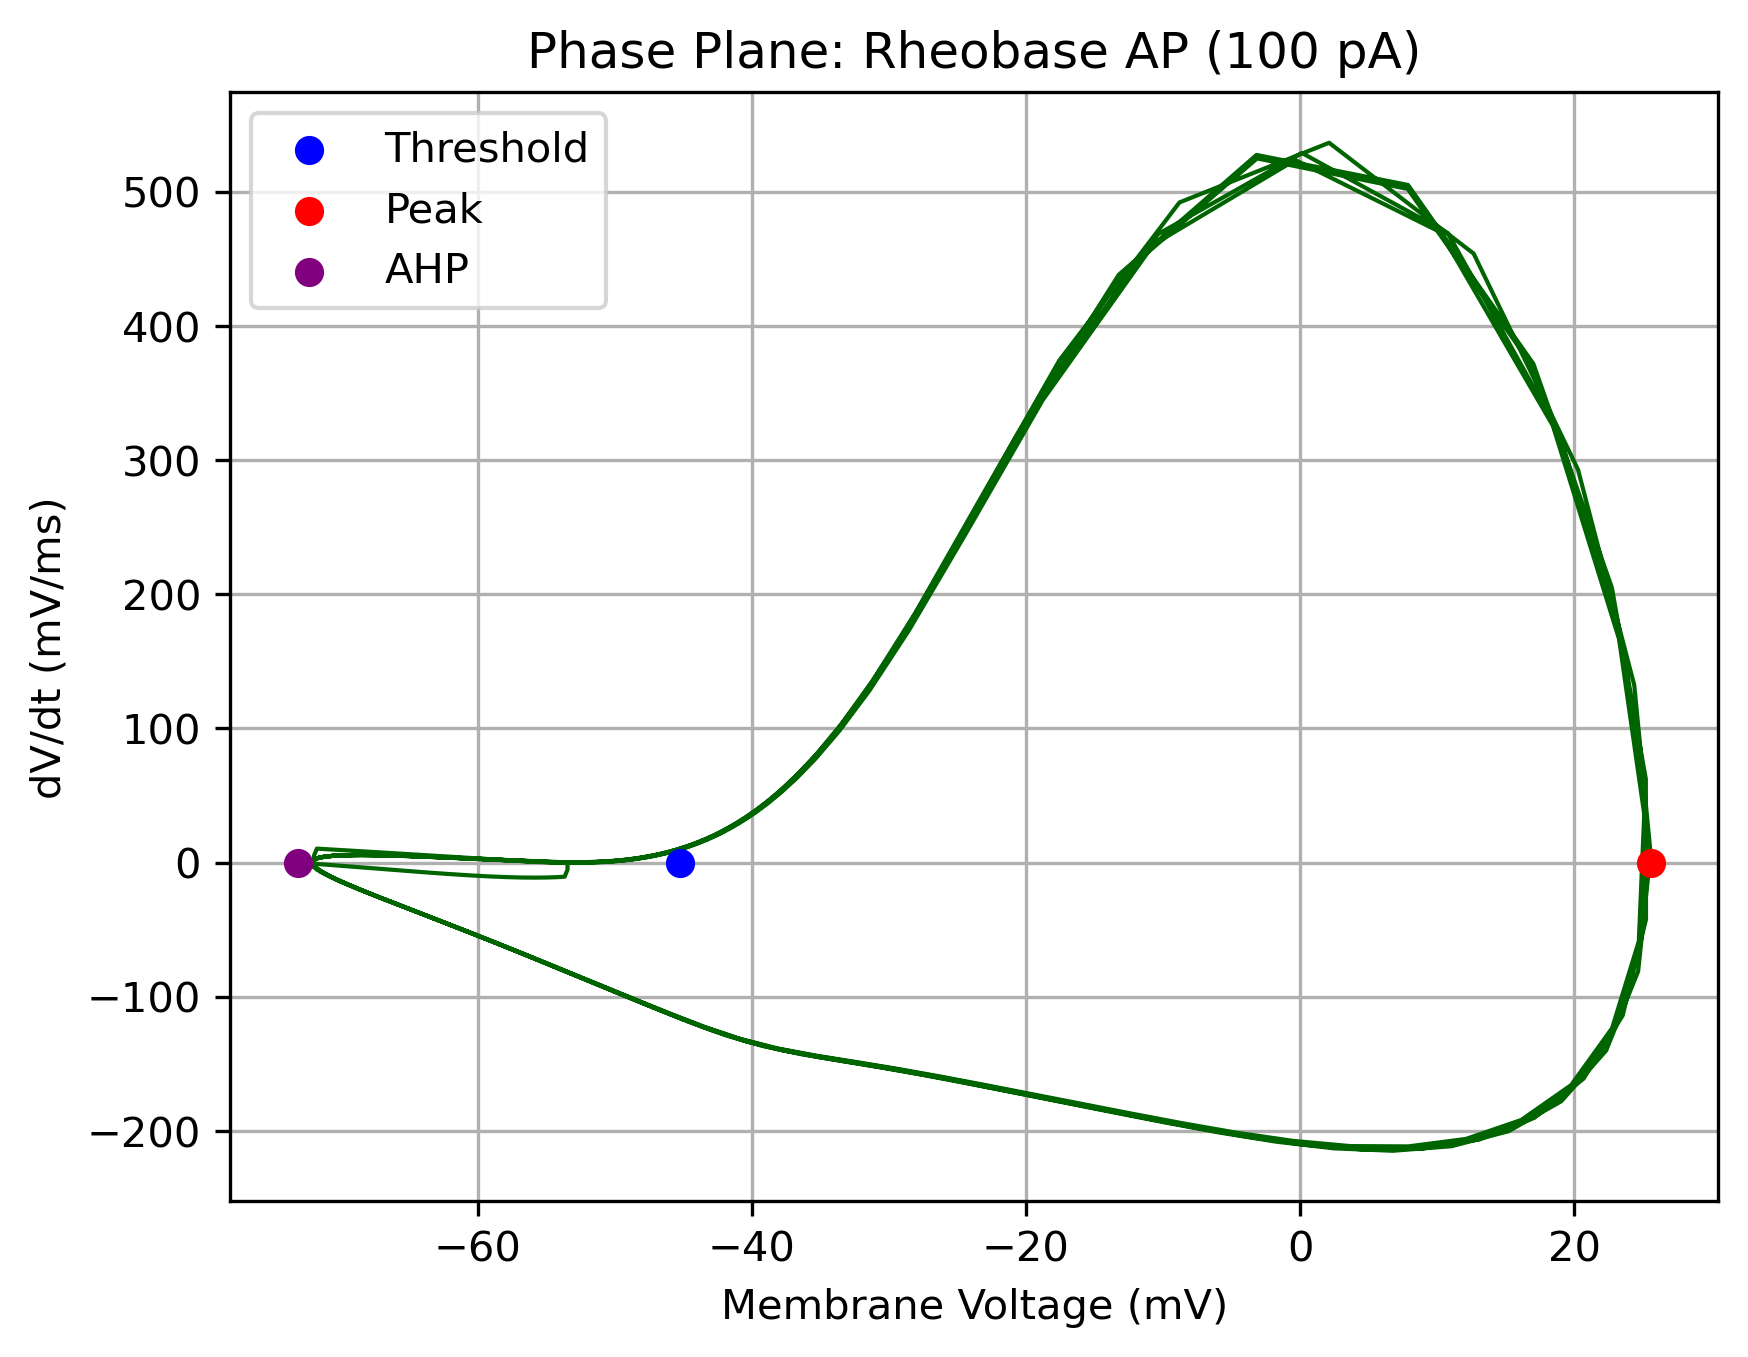 Phase Plane: Rheobase AP (100 pA)
Threshold
Peak
AHP
500
400
300
200
100
0
−100
−200
dV/dt (mV/ms)
−60
−40
−20
0
20
Membrane Voltage (mV)